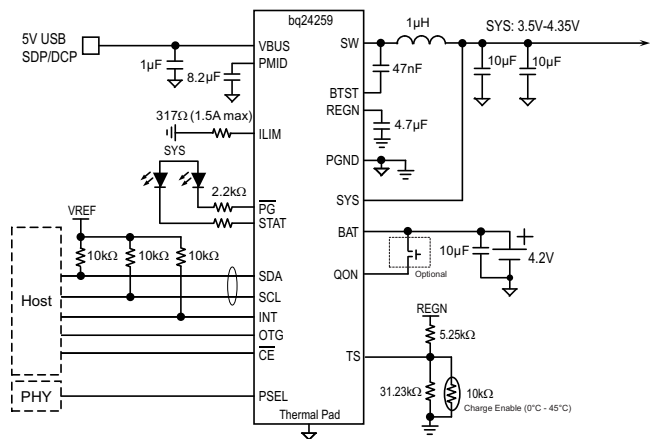 bq24259
5V USB
SDP/DCP
1µF
8.2µF
VBUS
PMID
317Ω (1.5A max)
ILIM
SYS
2.2kΩ
PG
STAT
VREF
10kΩ
10kΩ
10kΩ
Host
SDA
SCL
INT
OTG
CE
PHY
PSEL
Thermal Pad
SW
1µH
SYS: 3.5V-4.35V
10µF
10µF
47nF
BTST
REGN
4.7µF
PGND
SYS
BAT
10µF
4.2V
Optional
QON
REGN
5.25kΩ
TS
31.23kΩ
10kΩ
Charge Enable (0°C - 45°C)